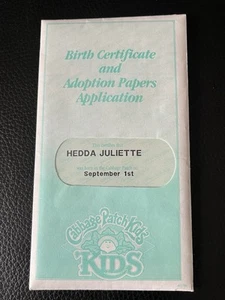 Birth Certificate
and
Adoption Papers
Application
HEDDA JULIETTE
September 1st
Cabbage Patch Kids
KIDS